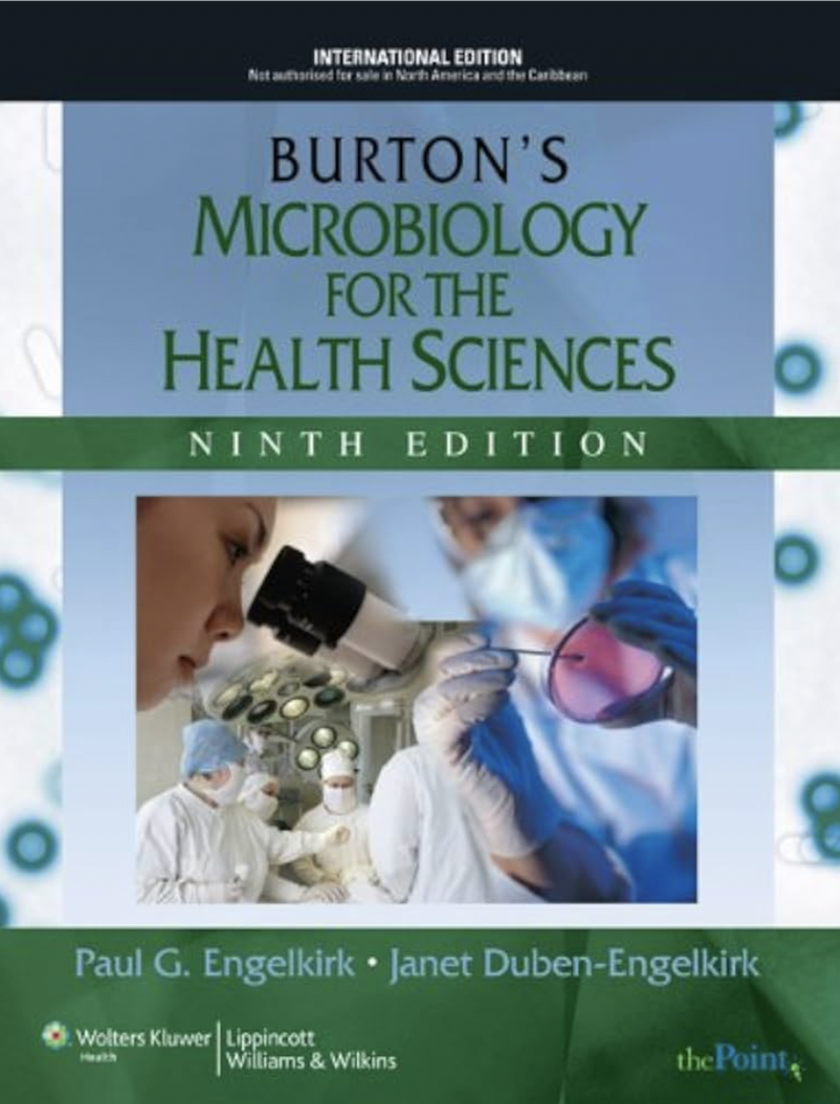 INTERNATIONAL EDITION
Not authorised for sale in North America and the Caribbean
BURTON'S
MICROBIOLOGY
FOR THE
HEALTH SCIENCES
NINTH EDITION
Paul G. Engelkirk • Janet Duben-Engelkirk
Wolters Kluwer
Health
Lippincott
Williams & Wilkins
thePoint